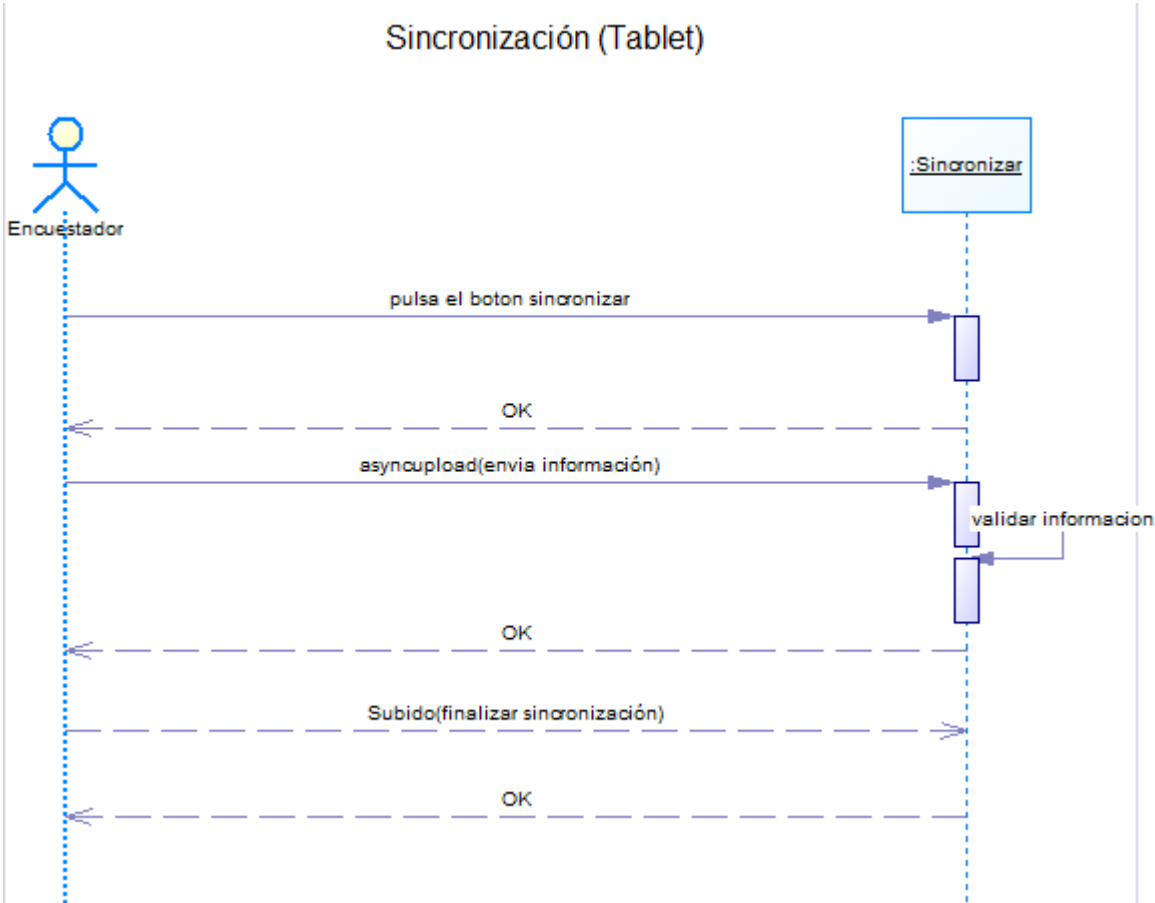 Sincronización (Tablet)
:Sincronizar
Encuestador
pulsa el boton sincronizar
OK
asyncupload(envia información)
validar informacion
OK
Subido(finalizar sincronización)
OK